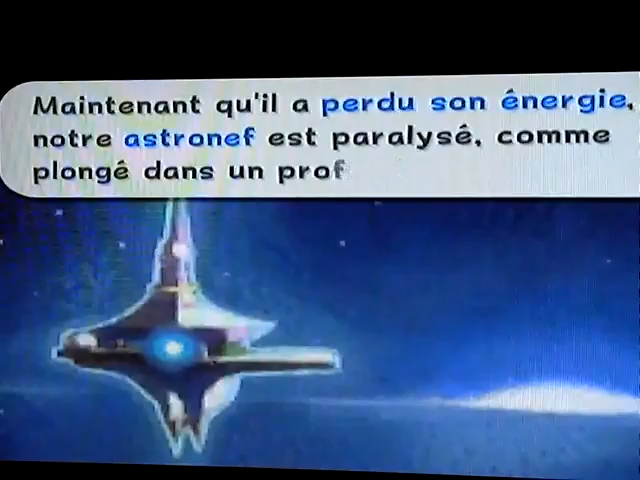 Maintenant qu'il a perdu son énergie,
notre astronef est paralysé, comme
plongé dans un prof